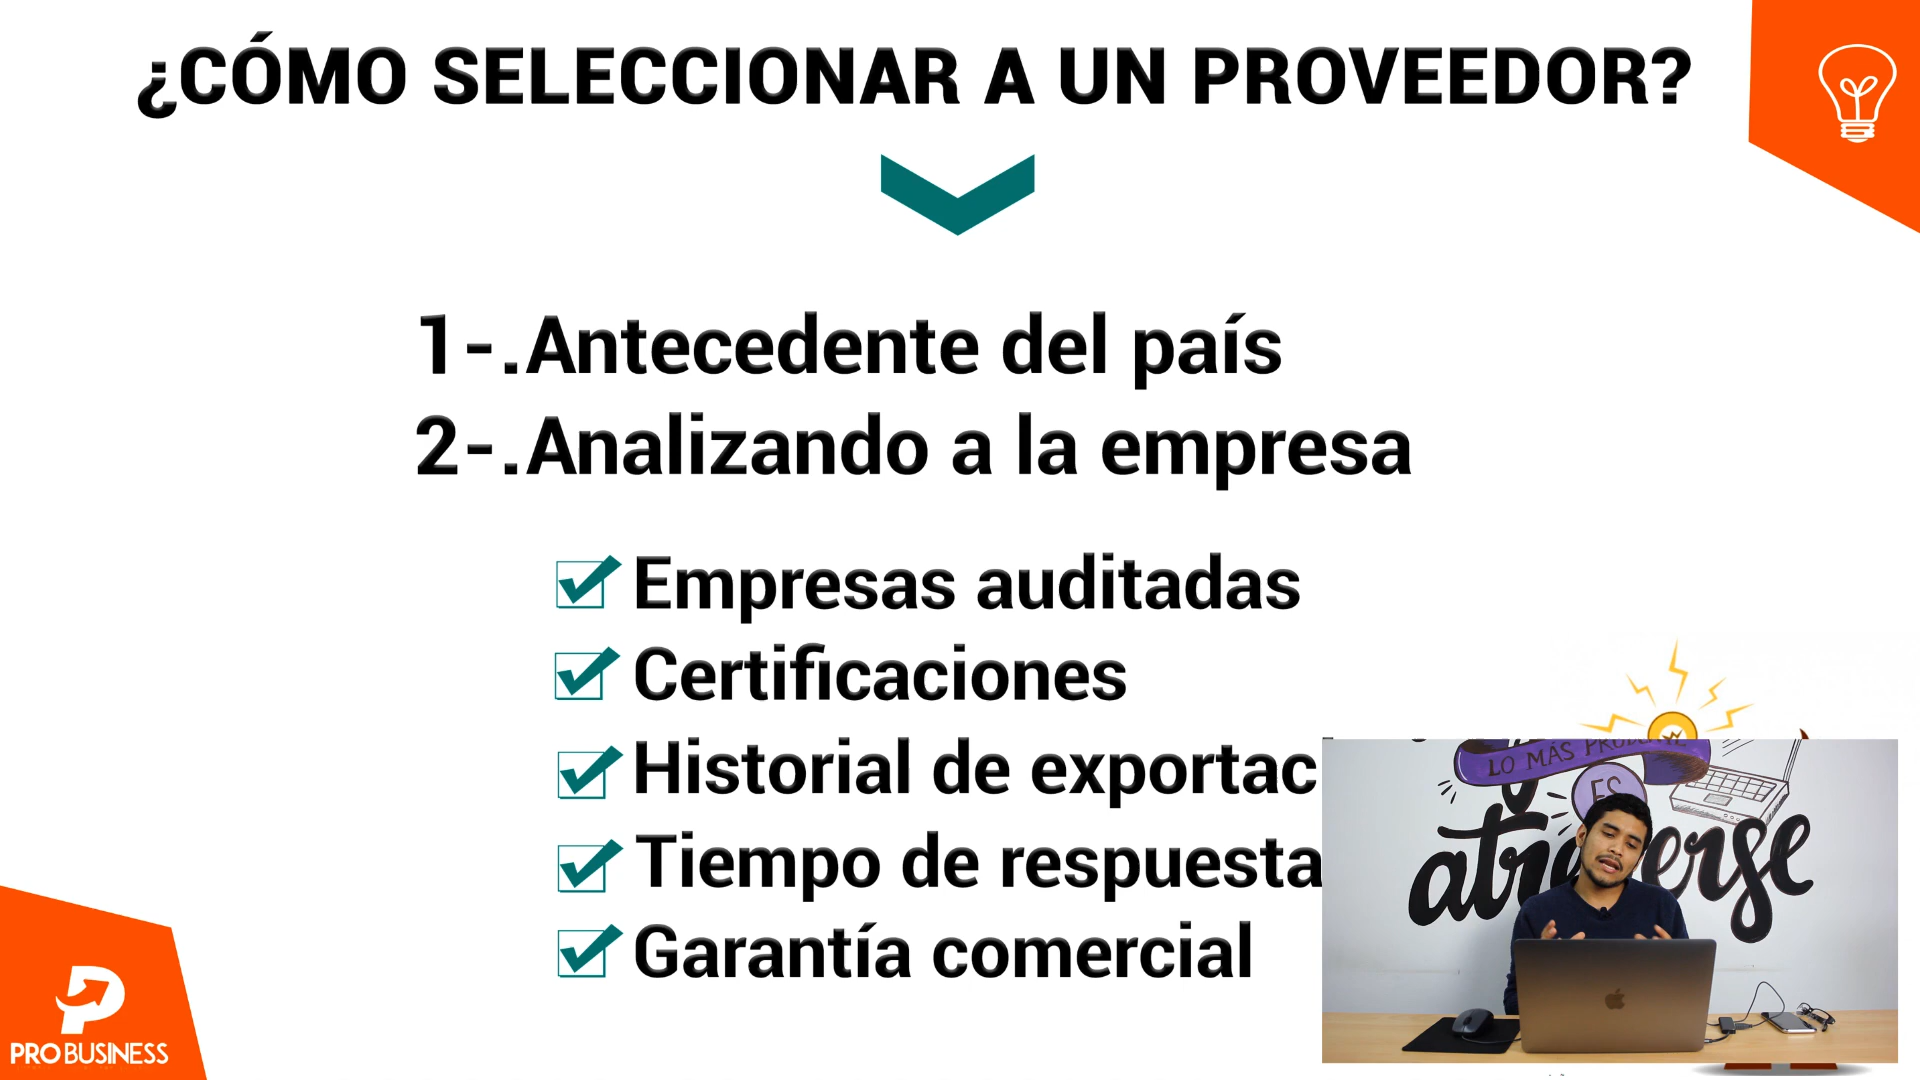 ¿CÓMO SELECCIONAR A UN PROVEEDOR?
1-.Antecedente del país
2-.Analizando a la empresa
Empresas auditadas
Certificaciones
Historial de exportac
Tiempo de respuesta
Garantía comercial
LO MÁS
ES
PRO BUSINESS